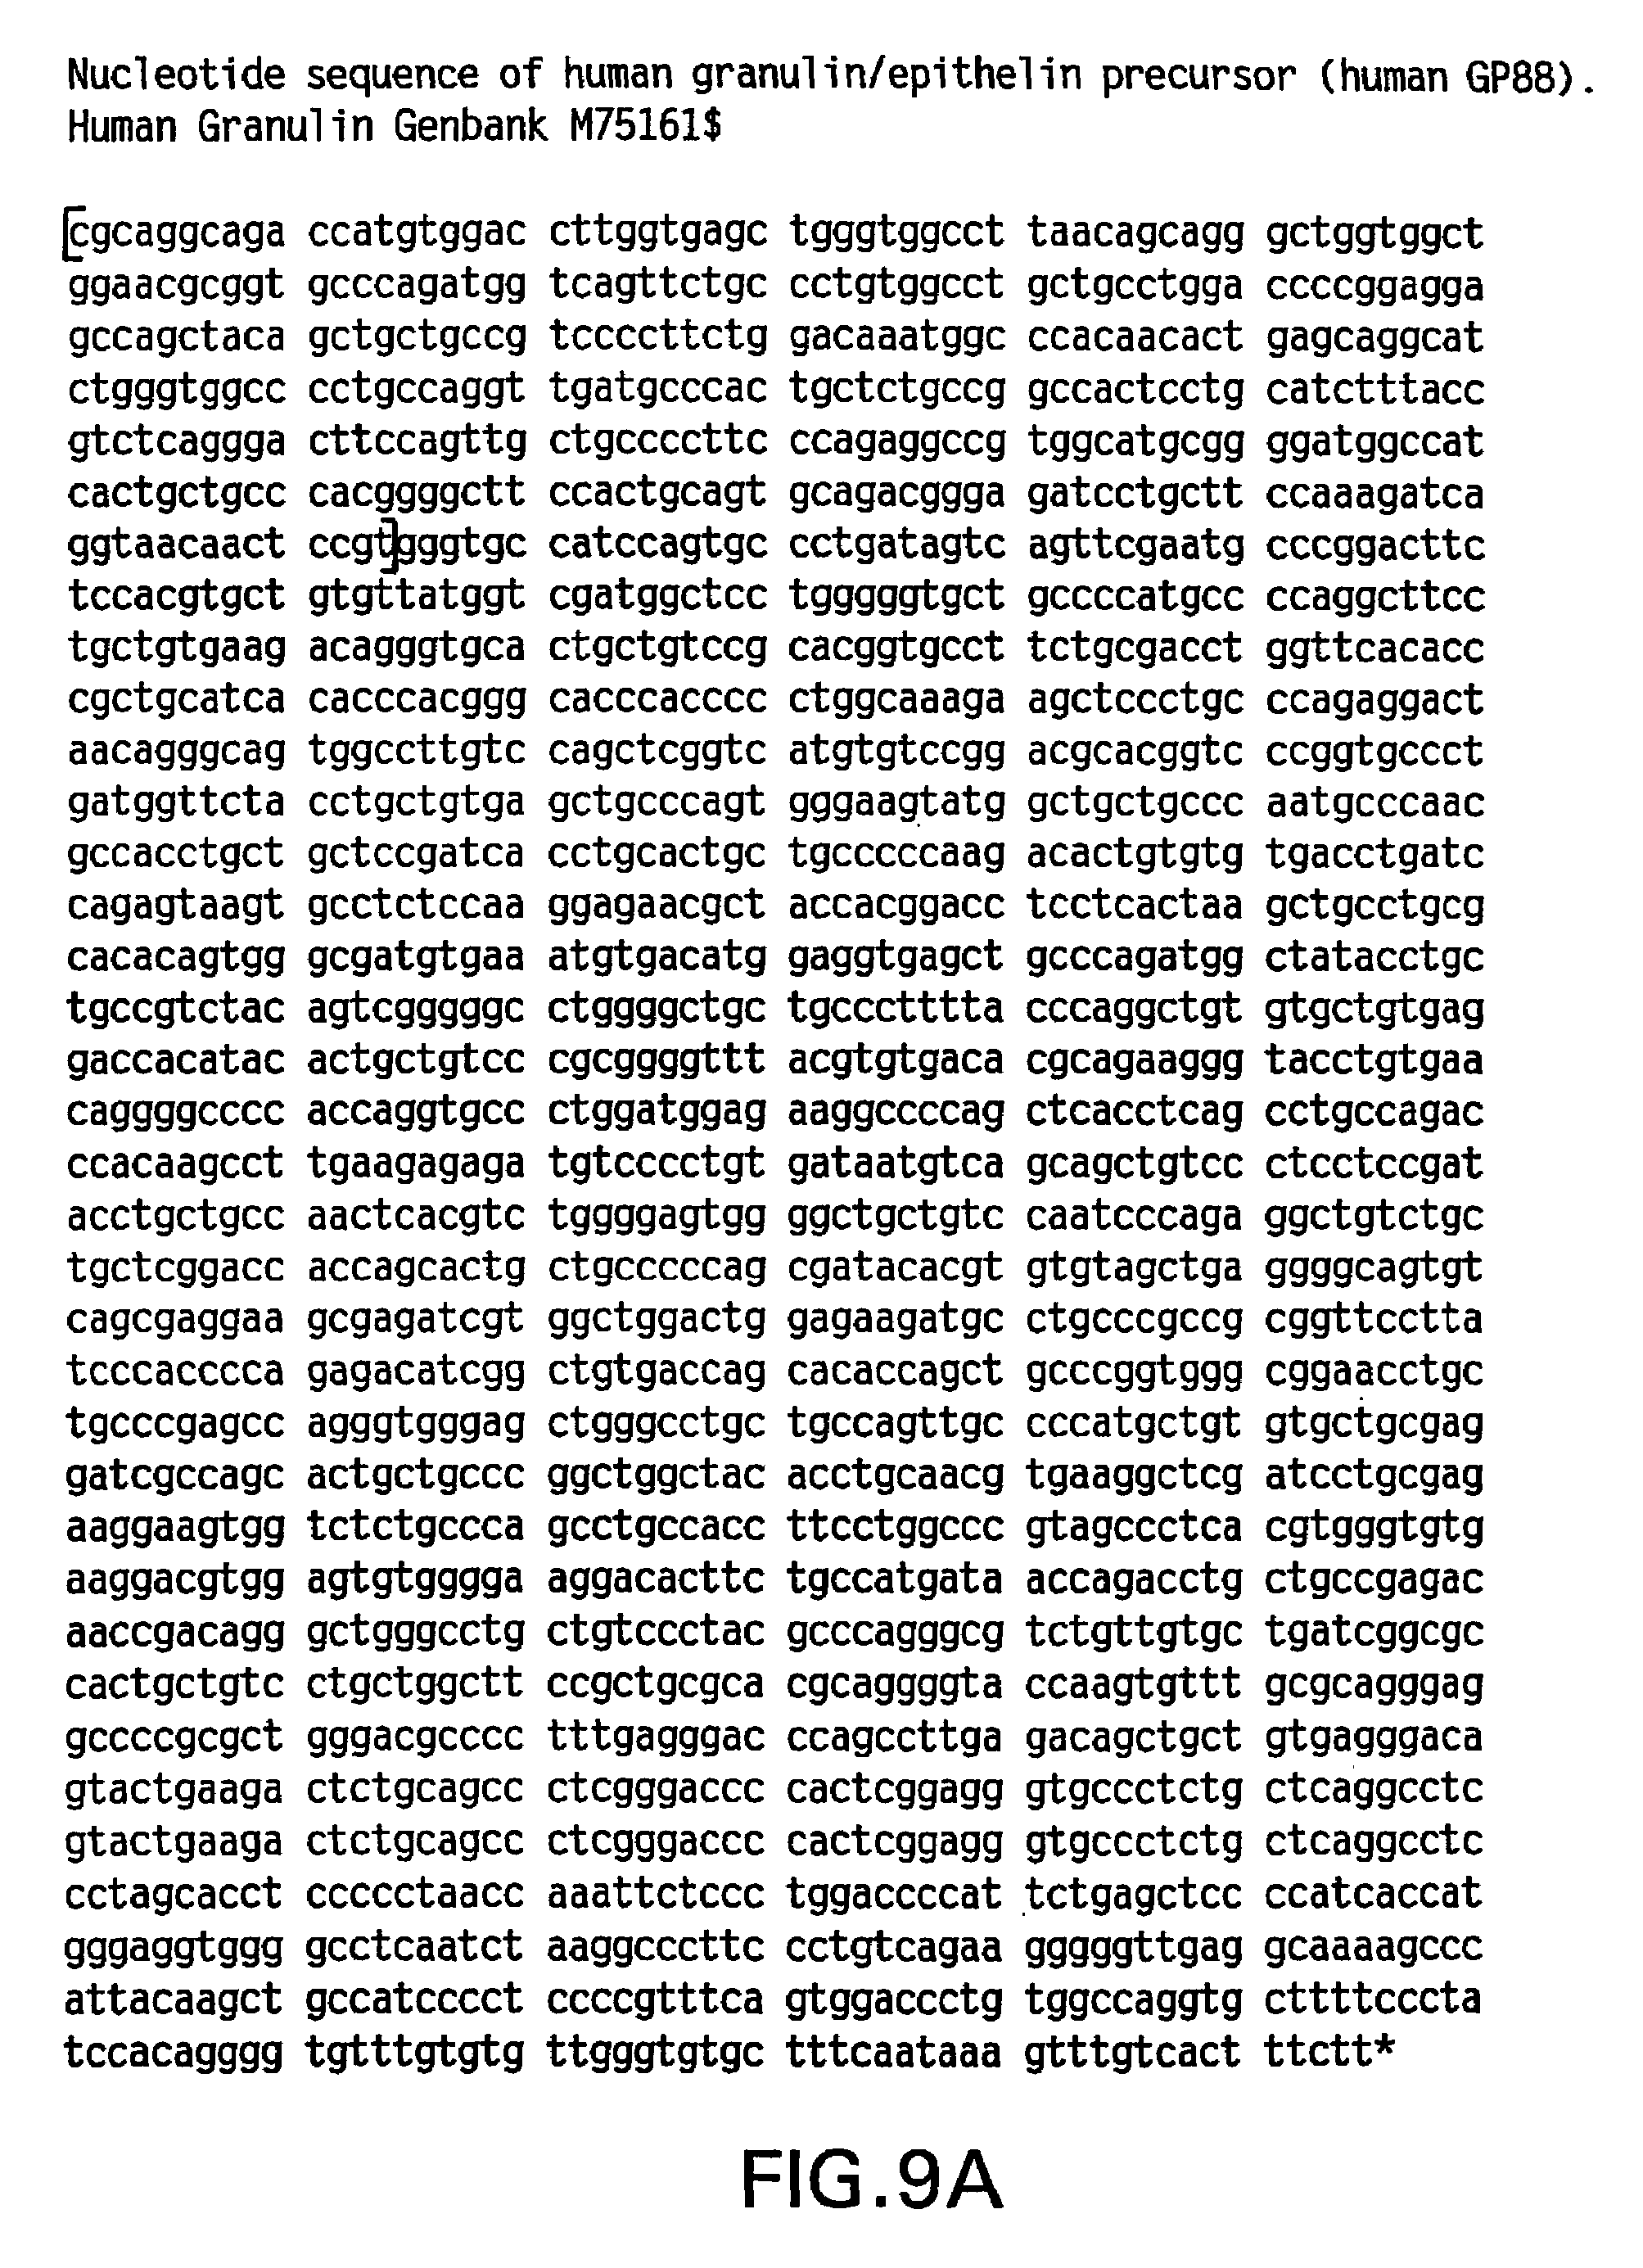 Nucleotide sequence of human granulin/epithelin precursor (human GP88).
Human Granulin Genbank M75161$
[cgcaggcaga ccatgtggac cttggtgagc tgggtggcct taacagcagg gctggtggct
ggaacgcggt gcccagatgg tcagttctgc cctgtggcct gctgcctgga ccccggagga
gccagctaca gctgctgccg tccccttctg gacaaatggc ccacaacact gagcaggcat
ctgggtggcc cctgccaggt tgatgcccac tgctctgccg gccactcctg catctttacc
gtctcaggga cttccagttg ctgccccttc ccagaggccg tggcatgcgg ggatggccat
cactgctgcc cacggggctt ccactgcagt gcagacggga gatcctgctt ccaaagatca
ggtaacaact ccgt]gggtgc catccagtgc cctgatagtc agttcgaatg cccggacttc
tccacgtgct gtgttatggt cgatggctcc tgggggtgct gccccatgcc ccaggcttcc
tgctgtgaag acagggtgca ctgctgtccg cacggtgcct tctgcgacct ggttcacacc
cgctgcatca cacccacggg cacccacccc ctggcaaaga agctccctgc ccagaggact
aacagggcag tggccttgtc cagctcggtc atgtgtccgg acgcacggtc ccggtgccct
gatggttcta cctgctgtga gctgcccagt gggaagtatg gctgctgccc aatgcccaac
gccacctgct gctccgatca cctgcactgc tgcccccaag acactgtgtg tgacctgatc
cagagtaagt gcctctccaa ggagaacgct accacggacc tcctcactaa gctgcctgcg
cacacagtgg gcgatgtgaa atgtgacatg gaggtgagct gcccagatgg ctatacctgc
tgccgtctac agtcgggggc ctggggctgc tgccctttta cccaggctgt gtgctgtgag
gaccacatac actgctgtcc cgcggggttt acgtgtgaca cgcagaaggg tacctgtgaa
caggggcccc accaggtgcc ctggatggag aaggccccag ctcacctcag cctgccagac
ccacaagcct tgaagagaga tgtcccctgt gataatgtca gcagctgtcc ctcctccgat
acctgctgcc aactcacgtc tggggagtgg ggctgctgtc caatcccaga ggctgtctgc
tgctcggacc accagcactg ctgcccccag cgatacacgt gtgtagctga ggggcagtgt
cagcgaggaa gcgagatcgt ggctggactg gagaagatgc ctgcccgccg cggttcctta
tcccacccca gagacatcgg ctgtgaccag cacaccagct gcccggtggg cggaacctgc
tgcccgagcc agggtgggag ctgggcctgc tgccagttgc cccatgctgt gtgctgcgag
gatcgccagc actgctgccc ggctggctac acctgcaacg tgaaggctcg atcctgcgag
aaggaagtgg tctctgccca gcctgccacc ttcctggccc gtagccctca cgtgggtgtg
aaggacgtgg agtgtgggga aggacacttc tgccatgata accagacctg ctgccgagac
aaccgacagg gctgggcctg ctgtccctac gcccagggcg tctgttgtgc tgatcggcgc
cactgctgtc ctgctggctt ccgctgcgca cgcaggggta ccaagtgttt gcgcagggag
gccccgcgct gggacgcccc tttgagggac ccagccttga gacagctgct gtgagggaca
gtactgaaga ctctgcagcc ctcgggaccc cactcggagg gtgccctctg ctcaggcctc
gtactgaaga ctctgcagcc ctcgggaccc cactcggagg gtgccctctg ctcaggcctc
cctagcacct ccccctaacc aaattctccc tggaccccat tctgagctcc ccatcaccat
gggaggtggg gcctcaatct aaggcccttc cctgtcagaa gggggttgag gcaaaagccc
attacaagct gccatcccct ccccgtttca gtggaccctg tggccaggtg cttttcccta
tccacagggg tgtttgtgtg ttgggtgtgc tttcaataaa gtttgtcact ttctt*
FIG.9A